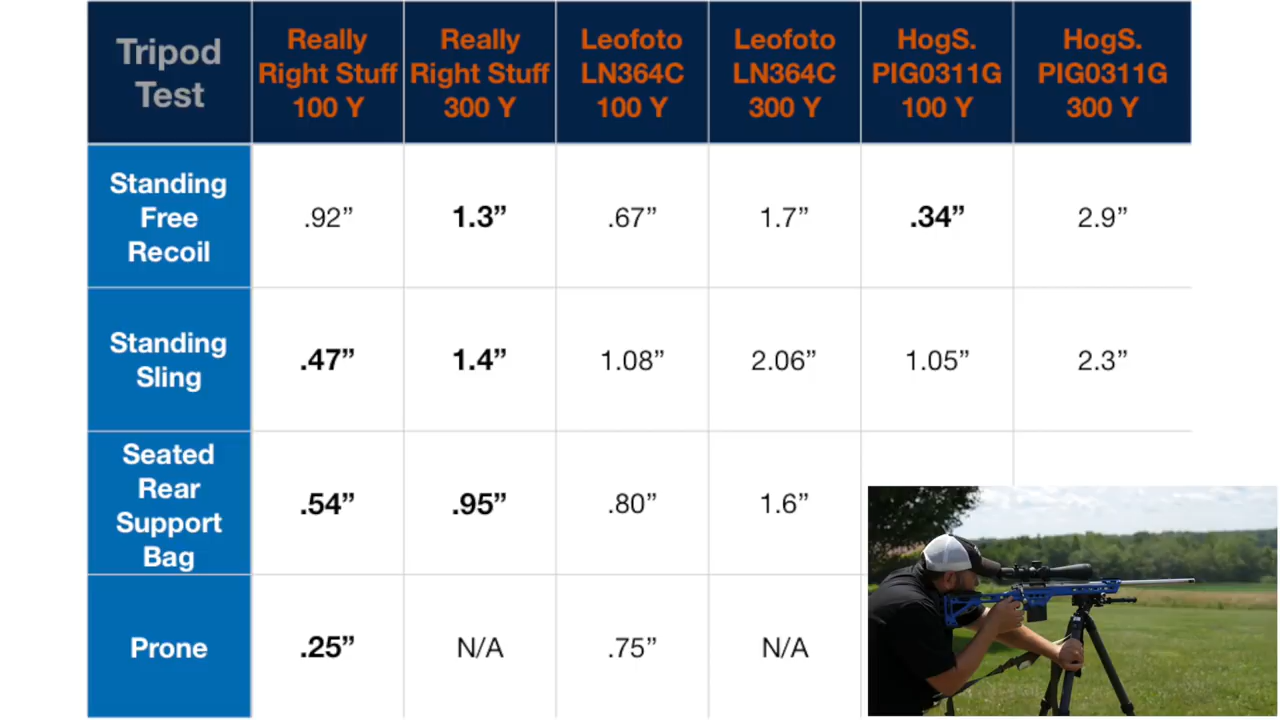 Tripod Test
Really Right Stuff 100 Y
Really Right Stuff 300 Y
Leofoto LN364C 100 Y
Leofoto LN364C 300 Y
HogS. PIG0311G 100 Y
HogS. PIG0311G 300 Y
Standing Free Recoil
.92”
1.3”
.67”
1.7”
.34”
2.9”
Standing Sling
.47”
1.4”
1.08”
2.06”
1.05”
2.3”
Seated Rear Support Bag
.54”
.95”
.80”
1.6”
Prone
.25”
N/A
.75”
N/A